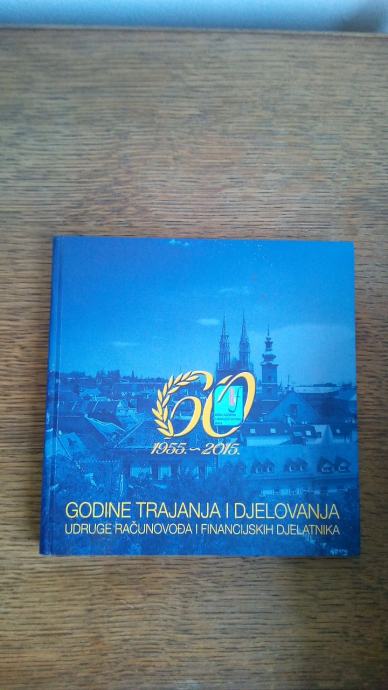 60
1955.~2015.
GODINE TRAJANJA I DJELOVANJA
UDRUGE RAČUNOVOĐA I FINANCIJSKIH DJELATNIKA